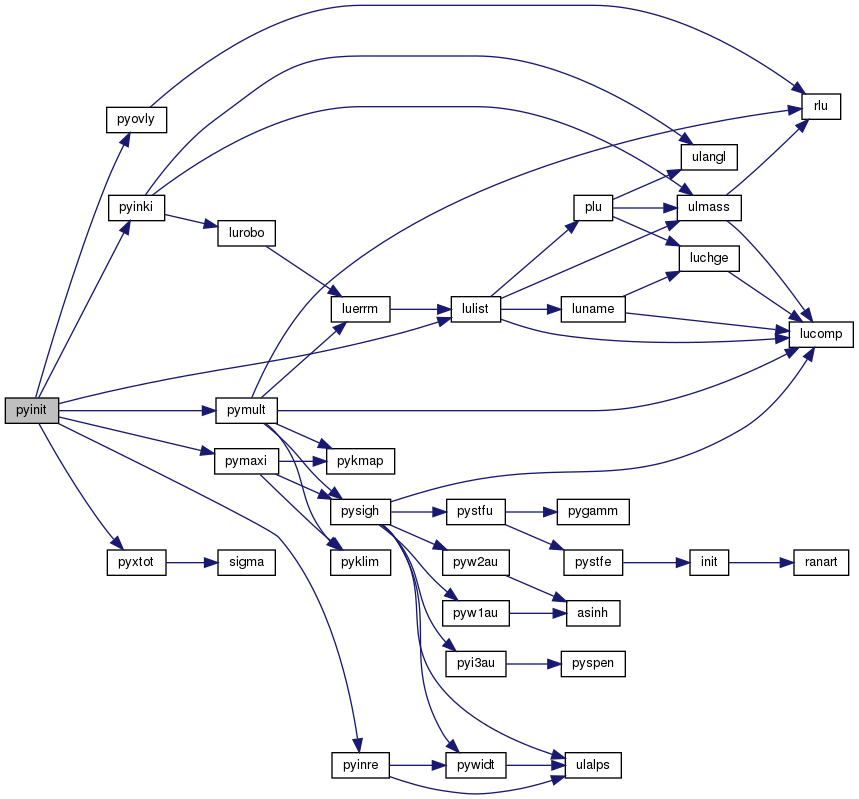 rlu
pyovly
ulangl
pyinki
plu
ulmass
lurobo
luchge
luerrm
lulist
luname
lucomp
pyinit
pymult
pymaxi
pykmap
pysigh
pystfu
pygamm
pyxtot
sigma
pyklim
pyw2au
pystfe
init
ranart
pyw1au
asinh
pyi3au
pyspen
pyinre
pywidt
ulalps